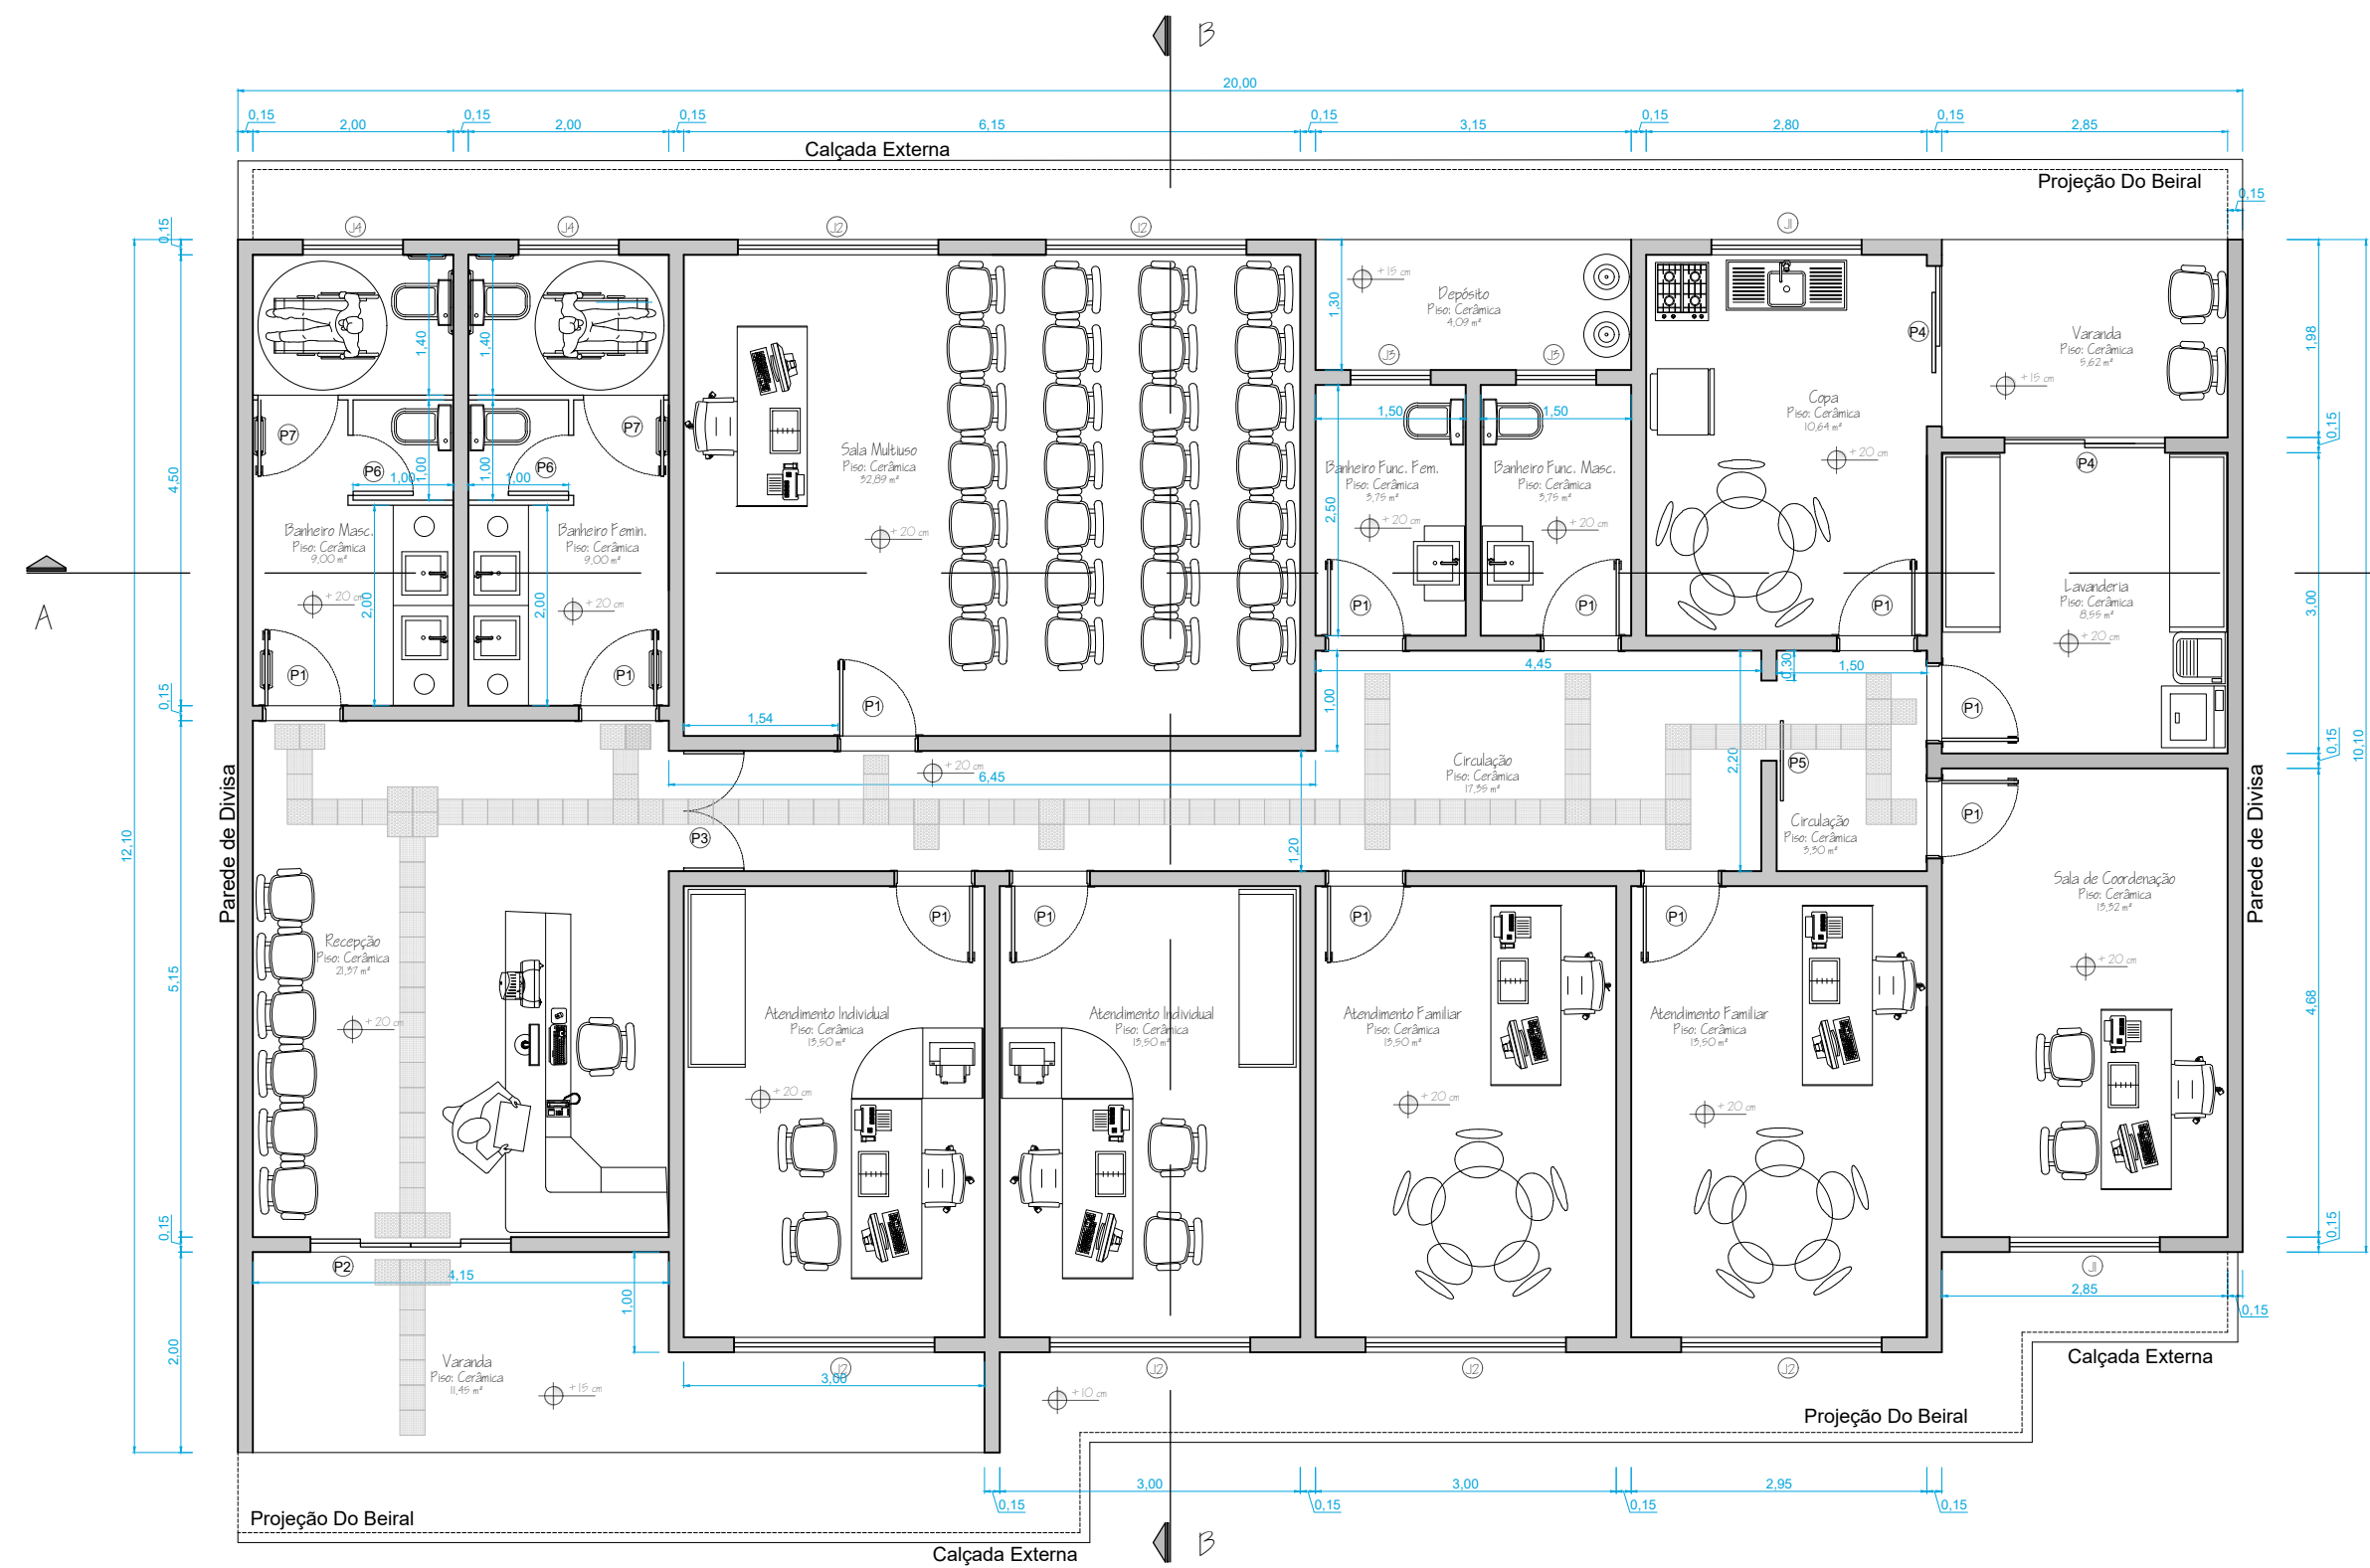 B
20,00
0,15
2,00
0,15
2,00
0,15
6,15
0,15
3,15
0,15
2,80
0,15
2,85
Calçada Externa
Projeção Do Beiral
0,15
0,15
J4
J4
J2
J2
J1
1,30
+15 cm
Depósito
Piso: Cerâmica
4,09 m²
J3
J3
P4
Varanda
Piso: Cerâmica
5,62 m²
+15 cm
1,98
0,15
1,40
1,40
P7
P7
P6
P6
1,00
1,00
1,00
1,00
4,50
Sala Multiuso
Piso: Cerâmica
32,89 m²
+20 cm
1,50
1,50
Banheiro Func. Fem.
Piso: Cerâmica
3,75 m²
+20 cm
2,50
Banheiro Func. Masc.
Piso: Cerâmica
3,75 m²
+20 cm
Copa
Piso: Cerâmica
10,64 m²
+20 cm
P4
Banheiro Masc.
Piso: Cerâmica
9,00 m²
+20 cm
2,00
Banheiro Femin.
Piso: Cerâmica
9,00 m²
+20 cm
2,00
A
P1
P1
P1
P1
P1
Lavanderia
Piso: Cerâmica
8,55 m²
+20 cm
3,00
0,15
P1
1,54
1,00
4,45
0,30
1,50
P1
0,15
10,10
+20 cm
6,45
Circulação
Piso: Cerâmica
17,35 m²
2,20
P5
P1
Circulação
Piso: Cerâmica
3,30 m²
Parede de Divisa
Parede de Divisa
12,10
P3
1,20
P1
P1
P1
P1
Sala de Coordenação
Piso: Cerâmica
13,32 m²
+20 cm
4,68
Recepção
Piso: Cerâmica
21,37 m²
+20 cm
5,15
Atendimento Individual
Piso: Cerâmica
13,50 m²
+20 cm
Atendimento Individual
Piso: Cerâmica
13,50 m²
Atendimento Familiar
Piso: Cerâmica
13,50 m²
+20 cm
Atendimento Familiar
Piso: Cerâmica
13,50 m²
+20 cm
0,15
0,15
P2
4,15
1,00
J1
2,85
0,15
2,00
Varanda
Piso: Cerâmica
11,45 m²
+15 cm
J2
3,00
J2
J2
J2
+10 cm
Calçada Externa
Projeção Do Beiral
3,00
3,00
2,95
0,15
0,15
0,15
0,15
Projeção Do Beiral
Calçada Externa
B